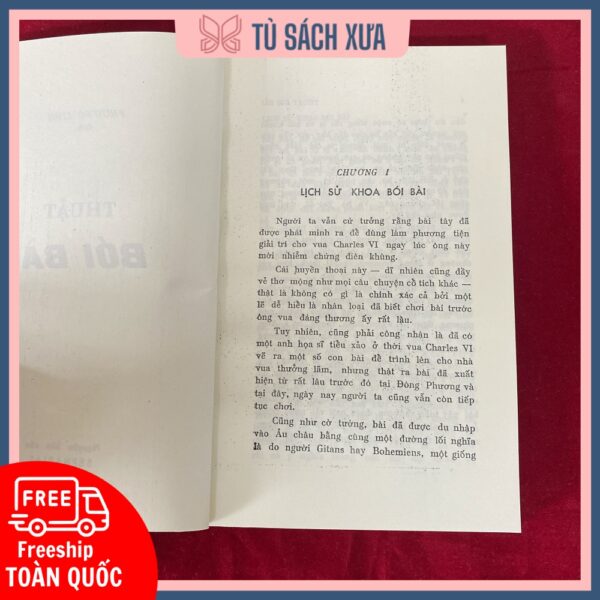 TỦ SÁCH XƯA
THUẬT
BÓI BÀ
CHƯƠNG I
LỊCH SỬ KHOA BÓI BÀI
Người ta vẫn cứ tưởng rằng bài tây đã
được phát minh ra để dùng làm phương tiện
giải trí cho vua Charles VI ngay lúc ông này
mới nhiễm chứng điên khùng.
Cái huyền thoại này — dĩ nhiên cũng đầy
vẻ thơ mộng như mọi câu chuyện cổ tích khác —
thật là không có gì là chính xác cả bởi một
lẽ dễ hiểu là nhân loại đã biết chơi bài trước
ông vua đáng thương ấy rất lâu.
Tuy nhiên, cũng phải công nhận là đã có
một anh họa sĩ tiều xảo ở thời vua Charles VI
vẽ ra một số con bài để trình lên cho nhà
vua thưởng lãm, nhưng thật ra bài đã xuất
hiện từ rất lâu trước đó tại Đông Phương và
tại đây, ngày nay người ta cũng vẫn còn tiếp
tục chơi.
Cũng như cờ tướng, bài đã được du nhập
vào Âu châu bằng cùng một đường lối nghĩa
là do người Gitans hay Bohemiens, một giống
FREE
Freeship
TOÀN QUỐC